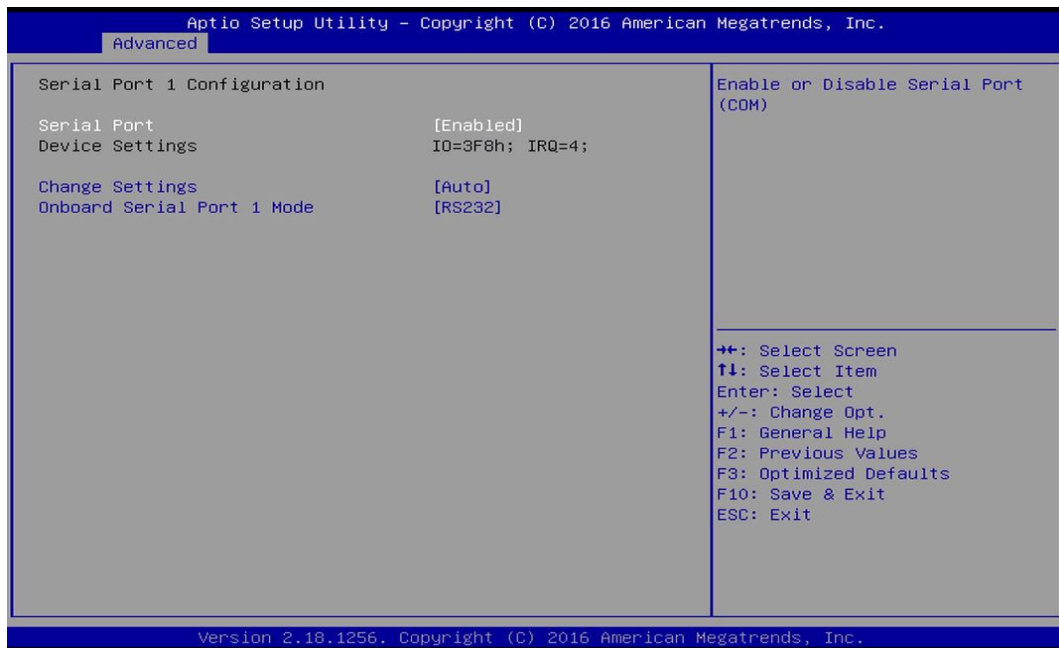 Aptio Setup Utility – Copyright (C) 2016 American Megatrends, Inc.
Advanced
Serial Port 1 Configuration
Serial Port [Enabled]
Device Settings IO=3F8h; IRQ=4;
Change Settings [Auto]
Onboard Serial Port 1 Mode [RS232]
Enable or Disable Serial Port
(COM)
→←: Select Screen
↑↓: Select Item
Enter: Select
+/-: Change Opt.
F1: General Help
F2: Previous Values
F3: Optimized Defaults
F10: Save & Exit
ESC: Exit
Version 2.18.1256. Copyright (C) 2016 American Megatrends, Inc.